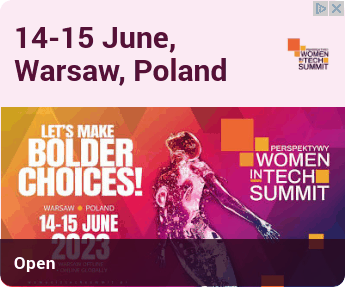 14-15 June,
Warsaw, Poland
PERSPEKTYWY
WOMEN
IN TECH
SUMMIT
LET'S MAKE
BOLDER
CHOICES!
WARSAW • POLAND
14-15 JUNE
2023
PERSPEKTYWY
WOMEN
IN TECH
SUMMIT
Open